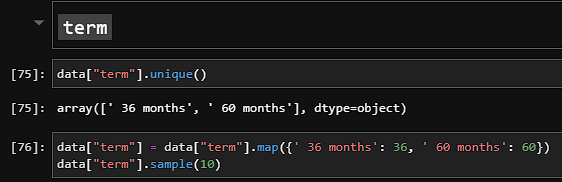 term
[75]: data["term"].unique()
[75]: array([' 36 months', ' 60 months'], dtype=object)
[76]: data["term"] = data["term"].map({' 36 months': 36, ' 60 months': 60})
data["term"].sample(10)